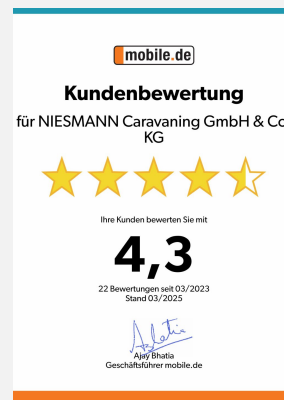 mobile.de
Kundenbewertung
für NIESMANN Caravaning GmbH & Co
KG
Ihre Kunden bewerten Sie mit
4,3
22 Bewertungen seit 03/2023
Stand 03/2025
Ajay Bhatia
Geschäftsführer mobile.de